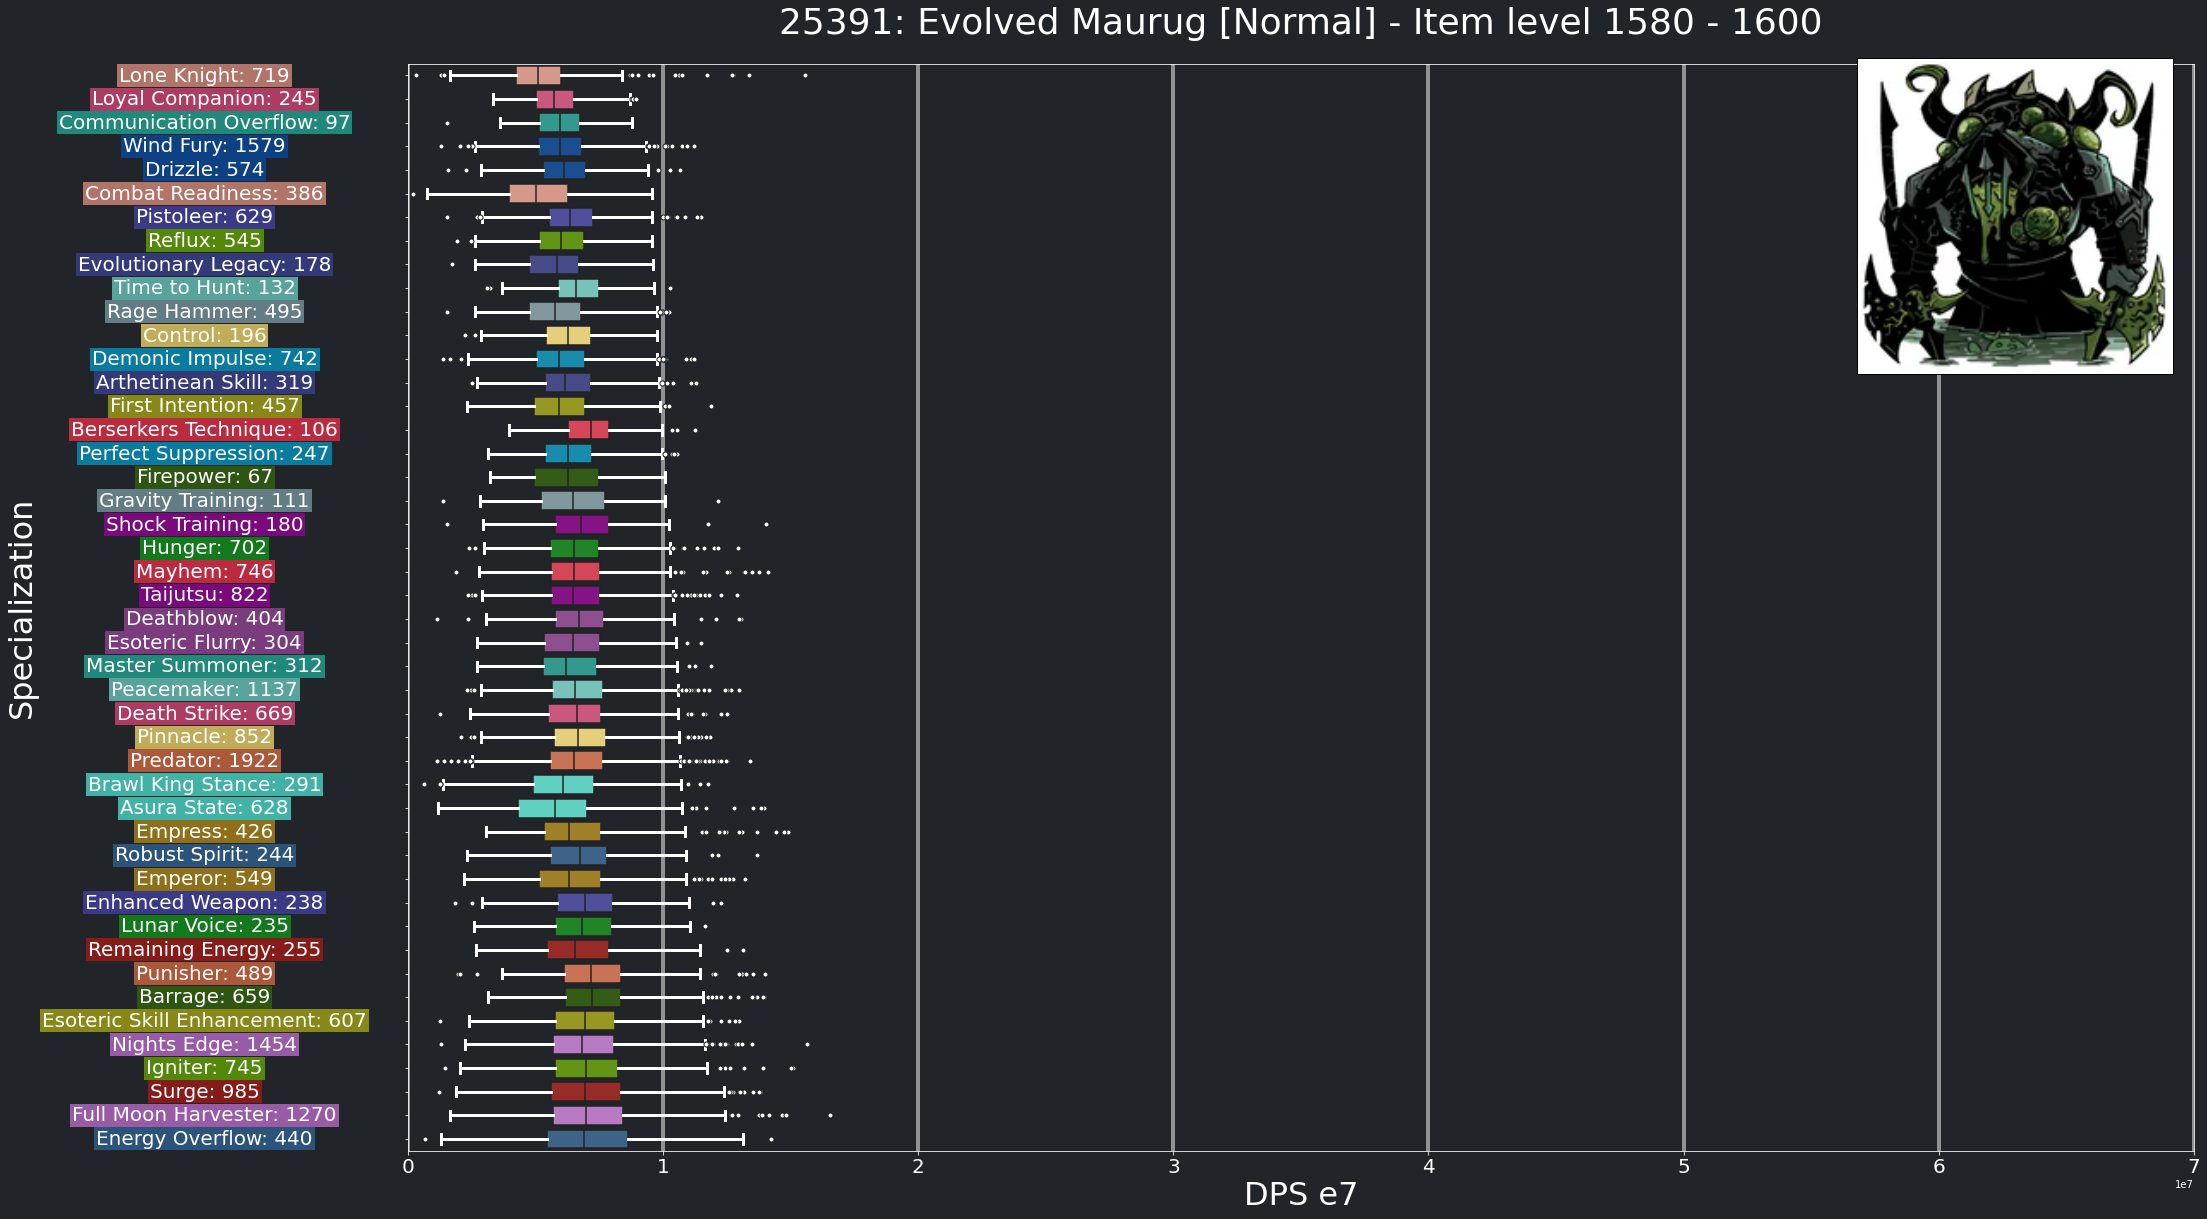 25391: Evolved Maurug [Normal] - Item level 1580 - 1600
Lone Knight: 719
Loyal Companion: 245
Communication Overflow: 97
Wind Fury: 1579
Drizzle: 574
Combat Readiness: 386
Pistoleer: 629
Reflux: 545
Evolutionary Legacy: 178
Time to Hunt: 132
Rage Hammer: 495
Control: 196
Demonic Impulse: 742
Arthetinean Skill: 319
First Intention: 457
Berserkers Technique: 106
Perfect Suppression: 247
Firepower: 67
Gravity Training: 111
Shock Training: 180
Hunger: 702
Mayhem: 746
Taijutsu: 822
Deathblow: 404
Esoteric Flurry: 304
Master Summoner: 312
Peacemaker: 1137
Death Strike: 669
Pinnacle: 852
Predator: 1922
Brawl King Stance: 291
Asura State: 628
Empress: 426
Robust Spirit: 244
Emperor: 549
Enhanced Weapon: 238
Lunar Voice: 235
Remaining Energy: 255
Punisher: 489
Barrage: 659
Esoteric Skill Enhancement: 607
Nights Edge: 1454
Igniter: 745
Surge: 985
Full Moon Harvester: 1270
Energy Overflow: 440
Specialization
0 1 2 3 4 5 6 7
1e7
DPS e7